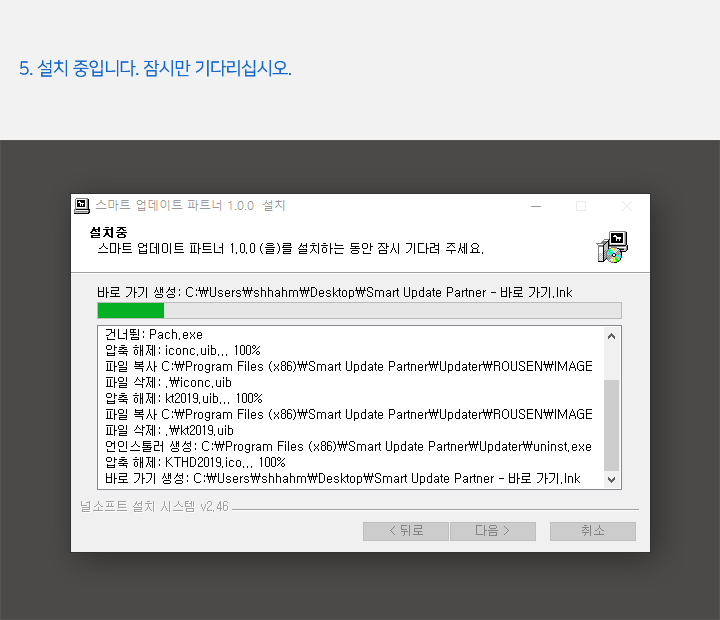 5. 설치 중입니다. 잠시만 기다리십시오.
스마트 업데이트 파트너 1.0.0 설치
설치중
스마트 업데이트 파트너 1.0.0 (을)를 설치하는 동안 잠시 기다려 주세요.
바로 가기 생성: C:₩Users₩shhahm₩Desktop₩Smart Update Partner - 바로 가기.lnk
건너뜀: Pach.exe
압축 해제: iconc.uib... 100%
파일 복사 C:₩Program Files (x86)₩Smart Update Partner₩Updater₩ROUSEN₩IMAGE
파일 삭제: .₩iconc.uib
압축 해제: kt2019.uib... 100%
파일 복사 C:₩Program Files (x86)₩Smart Update Partner₩Updater₩ROUSEN₩IMAGE
파일 삭제: .₩kt2019.uib
언인스톨러 생성: C:₩Program Files (x86)₩Smart Update Partner₩Updater₩uninst.exe
압축 해제: KTHD2019.ico... 100%
바로 가기 생성: C:₩Users₩shhahm₩Desktop₩Smart Update Partner - 바로 가기.lnk
널소프트 설치 시스템 v2.46
< 뒤로 다음 > 취소